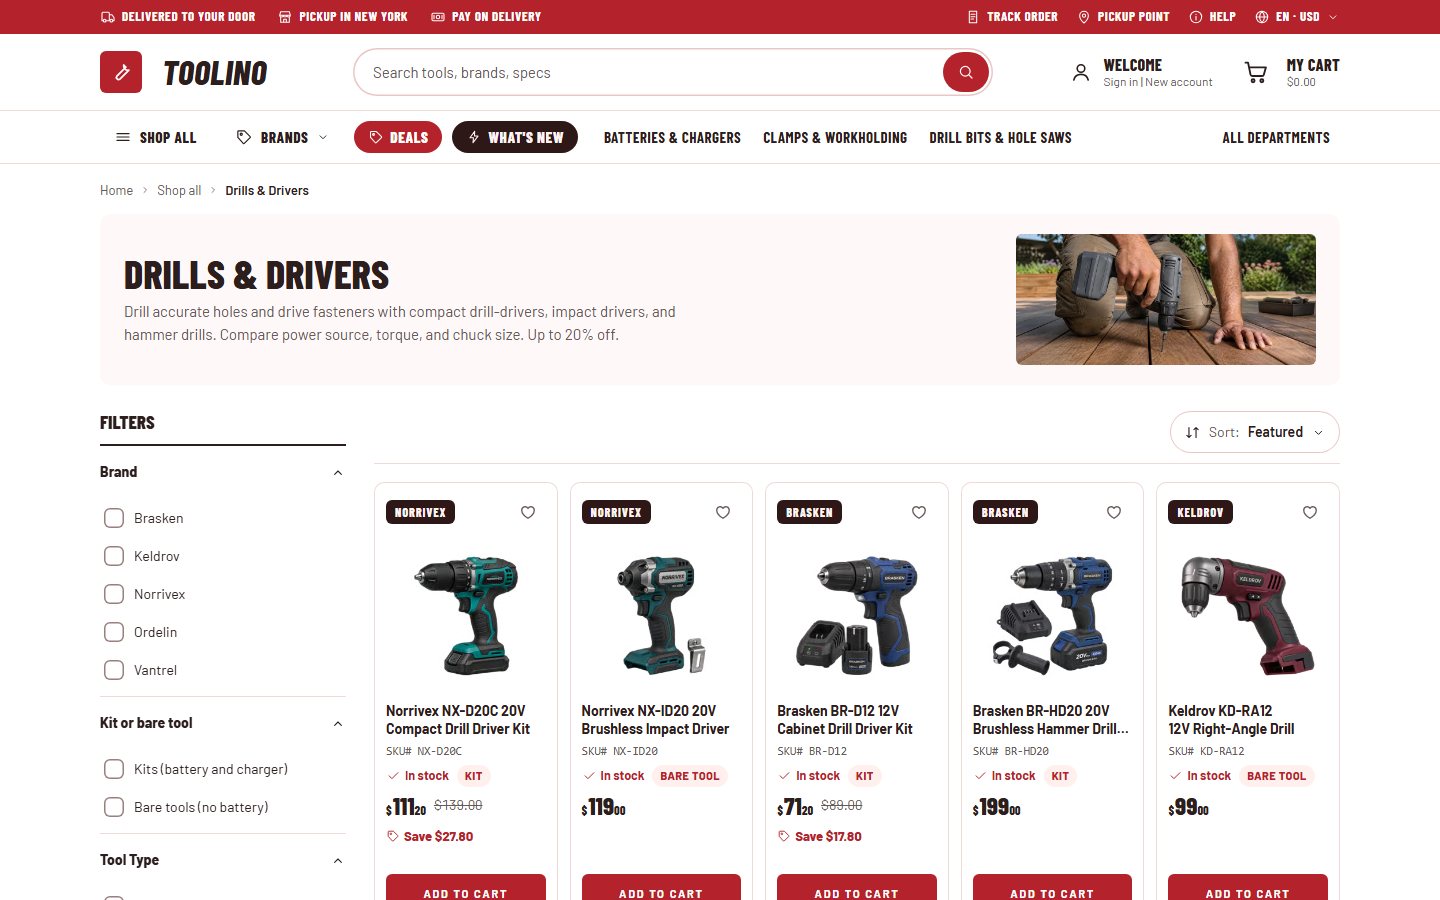 DELIVERED TO YOUR DOOR
PICKUP IN NEW YORK
PAY ON DELIVERY
TRACK ORDER
PICKUP POINT
HELP
EN · USD
TOOLINO
Search tools, brands, specs
WELCOME
Sign in | New account
MY CART
$0.00
SHOP ALL
BRANDS
DEALS
WHAT'S NEW
BATTERIES & CHARGERS
CLAMPS & WORKHOLDING
DRILL BITS & HOLE SAWS
ALL DEPARTMENTS
Home
Shop all
Drills & Drivers
DRILLS & DRIVERS
Drill accurate holes and drive fasteners with compact drill-drivers, impact drivers, and
hammer drills. Compare power source, torque, and chuck size. Up to 20% off.
FILTERS
Brand
Brasken
Keldrov
Norrivex
Ordelin
Vantrel
Kit or bare tool
Kits (battery and charger)
Bare tools (no battery)
Tool Type
Sort: Featured
NORRIVEX
Norrivex NX-D20C 20V
Compact Drill Driver Kit
SKU# NX-D20C
In stock KIT
$111.20 $139.00
Save $27.80
ADD TO CART
NORRIVEX
NORRIVEX
Norrivex NX-ID20 20V
Brushless Impact Driver
SKU# NX-ID20
In stock BARE TOOL
$11900
ADD TO CART
BRASKEN
BRASKEN
Brasken BR-D12 12V
Cabinet Drill Driver Kit
SKU# BR-D12
In stock KIT
$7120 $89.00
Save $17.80
ADD TO CART
BRASKEN
BRASKEN
20V
Brasken BR-HD20 20V
Brushless Hammer Drill...
SKU# BR-HD20
In stock KIT
$19900
ADD TO CART
KELDROV
KELDROV
Keldrov KD-RA12
12V Right-Angle Drill
SKU# KD-RA12
In stock BARE TOOL
$9900
ADD TO CART